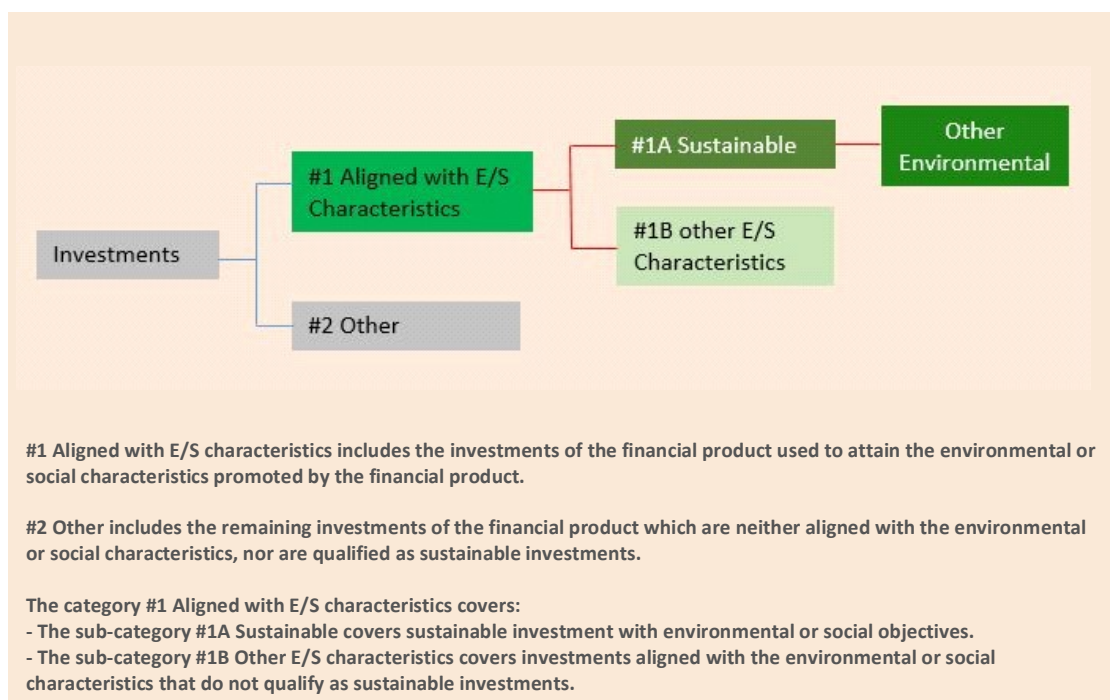 #1A Sustainable
Other
Environmental
#1 Aligned with E/S
Characteristics
#1B other E/S
Characteristics
Investments
#2 Other
#1 Aligned with E/S characteristics includes the investments of the financial product used to attain the environmental or
social characteristics promoted by the financial product.
#2 Other includes the remaining investments of the financial product which are neither aligned with the environmental
or social characteristics, nor are qualified as sustainable investments.
The category #1 Aligned with E/S characteristics covers:
- The sub-category #1A Sustainable covers sustainable investment with environmental or social objectives.
- The sub-category #1B Other E/S characteristics covers investments aligned with the environmental or social
characteristics that do not qualify as sustainable investments.